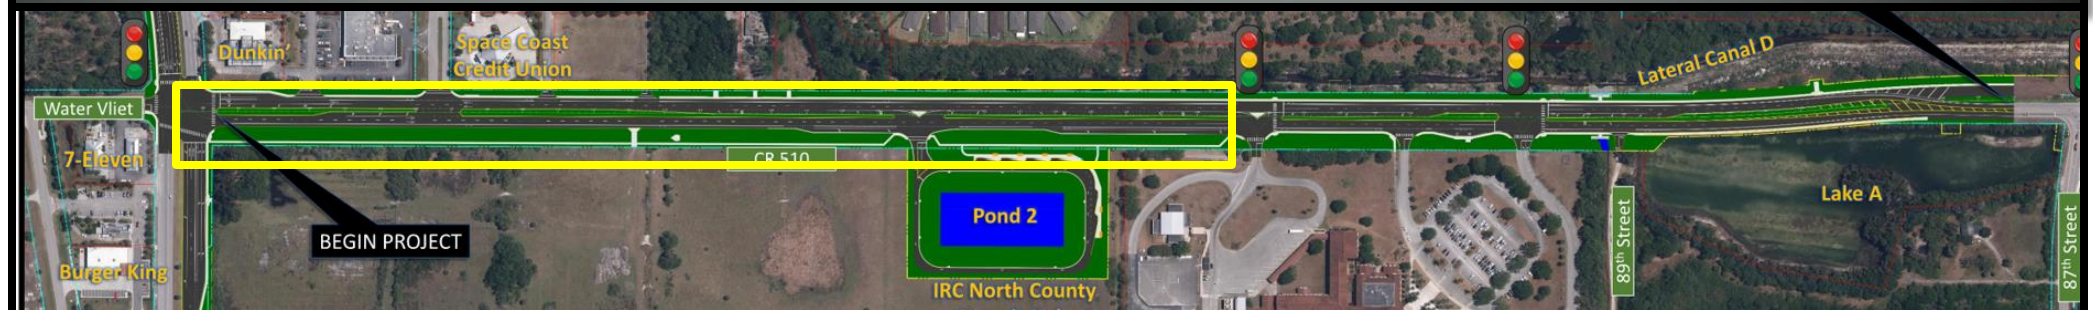 Dunkin'
Space Coast
Credit Union
Lateral Canal D
Water Vliet
7-Eleven
CR 510
BEGIN PROJECT
Burger King
Pond 2
IRC North County
Lake A
89th Street
87th Street